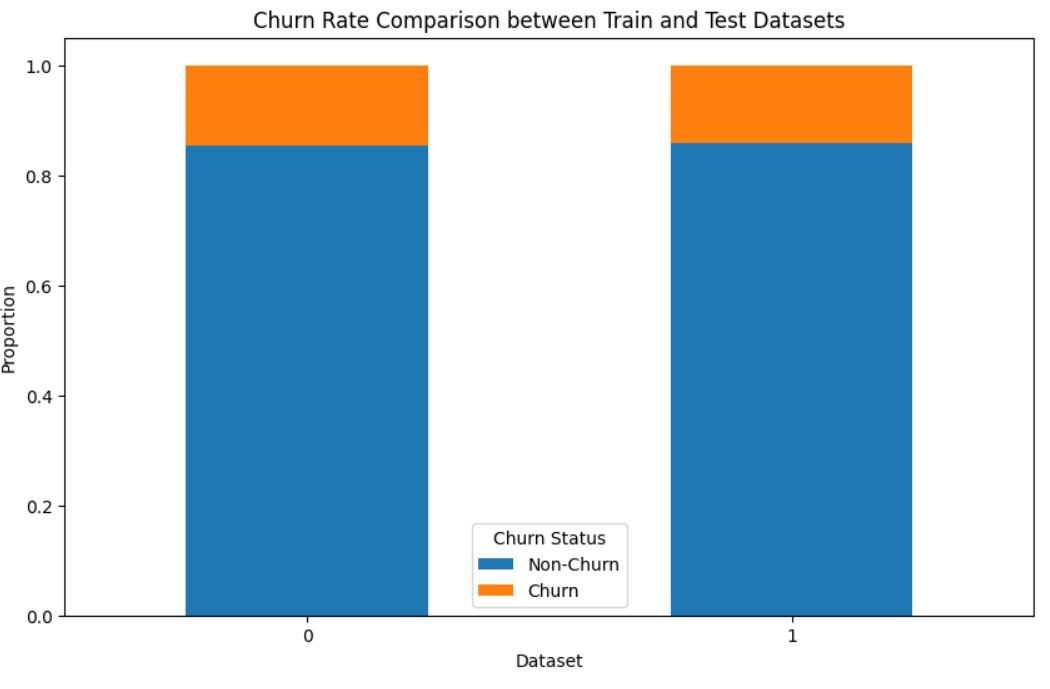 Churn Rate Comparison between Train and Test Datasets
1.0
0.8
0.6
0.4
0.2
0.0
Proportion
Churn Status
Non-Churn
Churn
0
1
Dataset